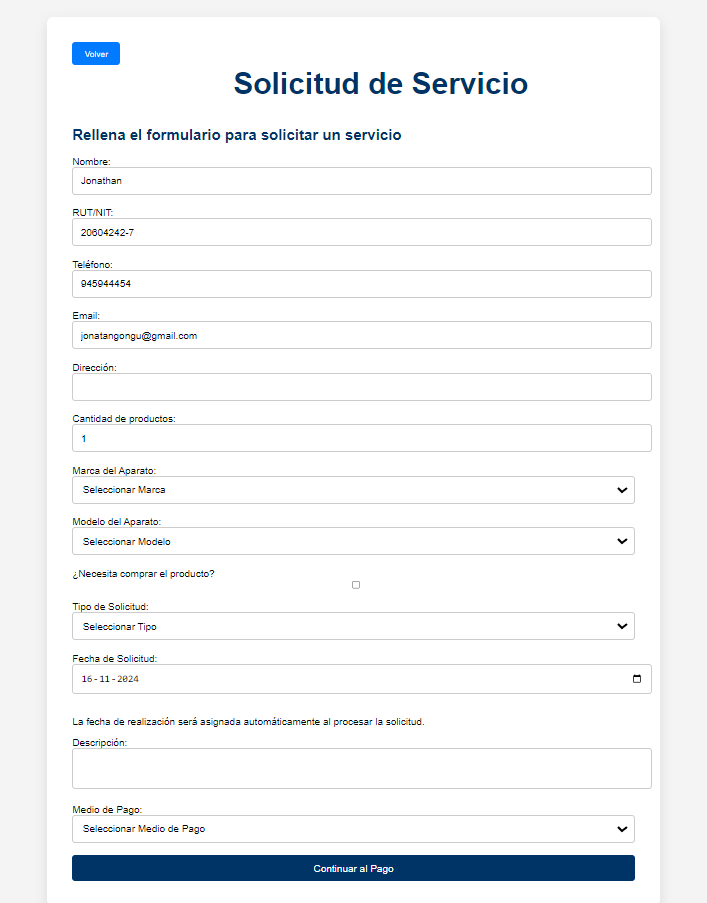 Volver
Solicitud de Servicio
Rellena el formulario para solicitar un servicio
Nombre:
Jonathan
RUT/NIT:
20604242-7
Teléfono:
945944454
Email:
jonatangongu@gmail.com
Dirección:
Cantidad de productos:
1
Marca del Aparato:
Seleccionar Marca
Modelo del Aparato:
Seleccionar Modelo
¿Necesita comprar el producto?
Tipo de Solicitud:
Seleccionar Tipo
Fecha de Solicitud:
16-11-2024
La fecha de realización será asignada automáticamente al procesar la solicitud.
Descripción:
Medio de Pago:
Seleccionar Medio de Pago
Continuar al Pago